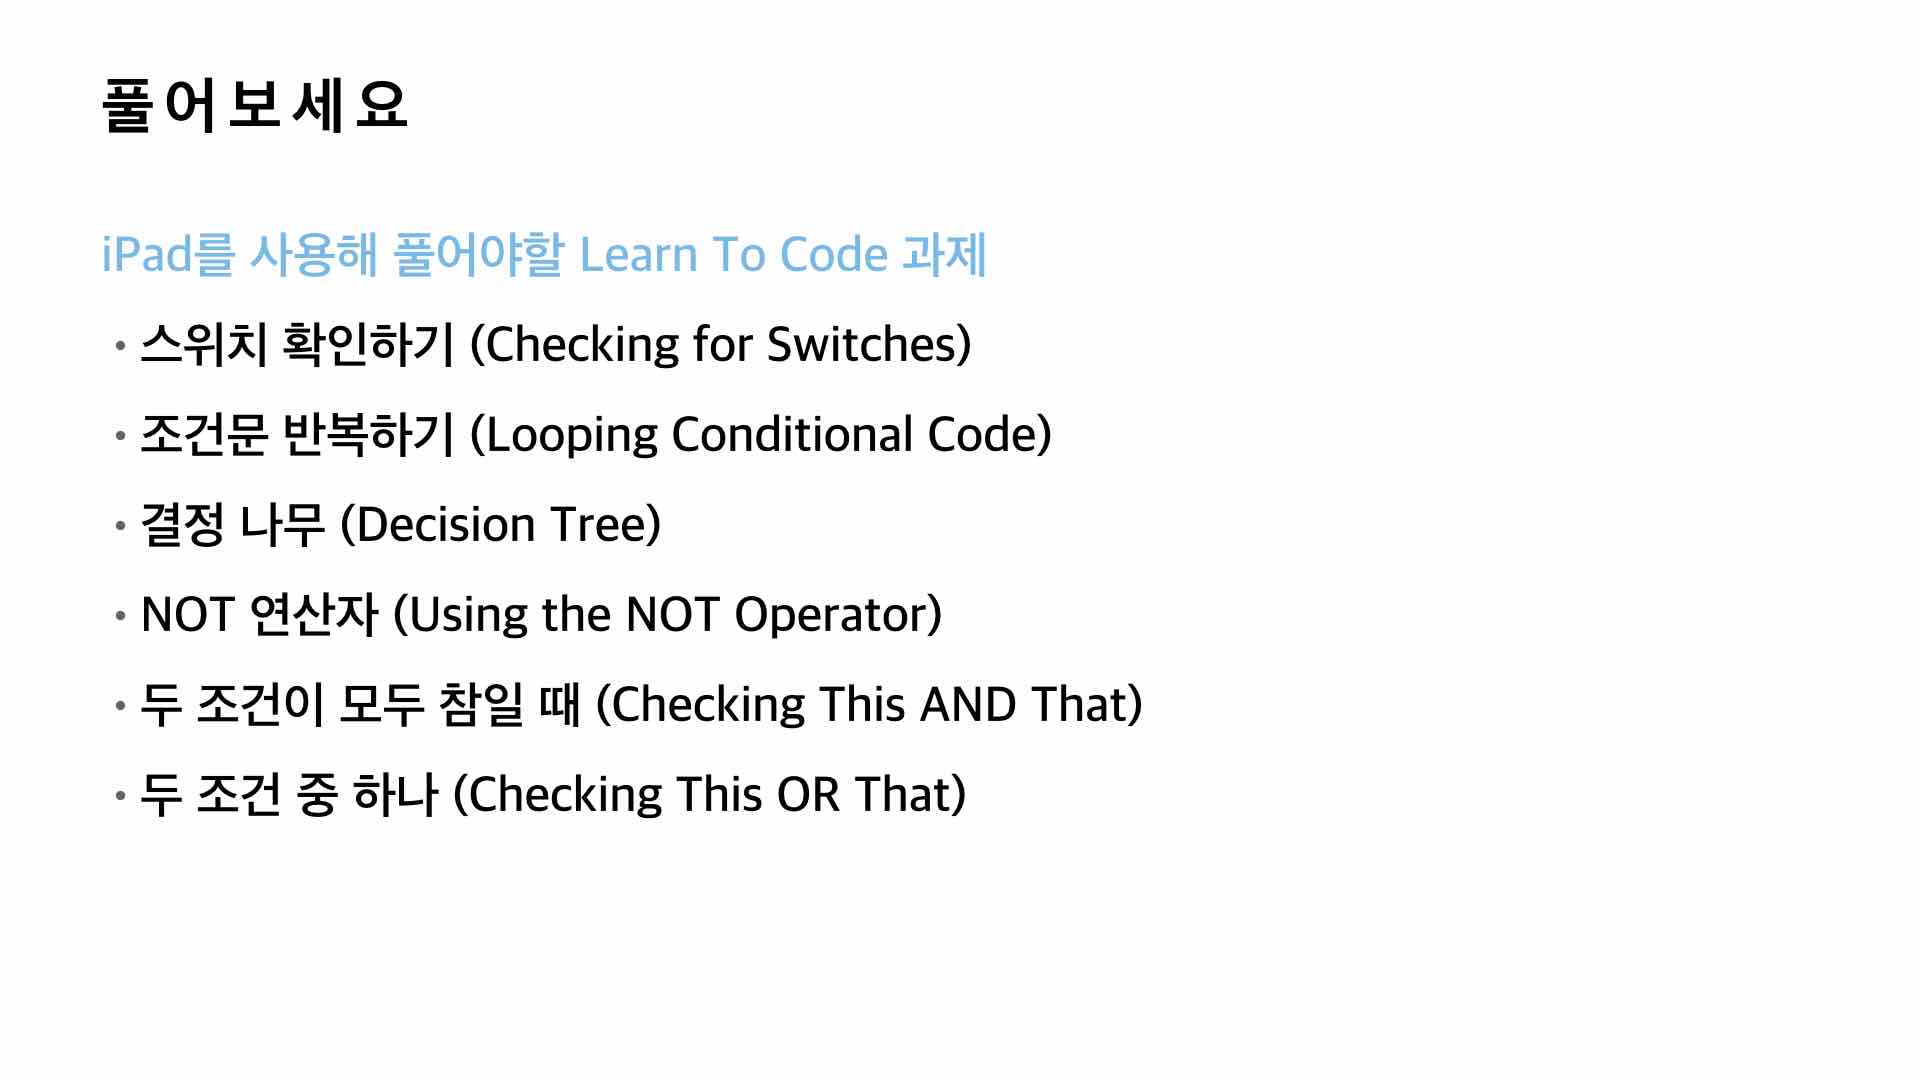 풀어보세요
iPad를 사용해 풀어야할 Learn To Code 과제
• 스위치 확인하기 (Checking for Switches)
• 조건문 반복하기 (Looping Conditional Code)
• 결정 나무 (Decision Tree)
• NOT 연산자 (Using the NOT Operator)
• 두 조건이 모두 참일 때 (Checking This AND That)
• 두 조건 중 하나 (Checking This OR That)